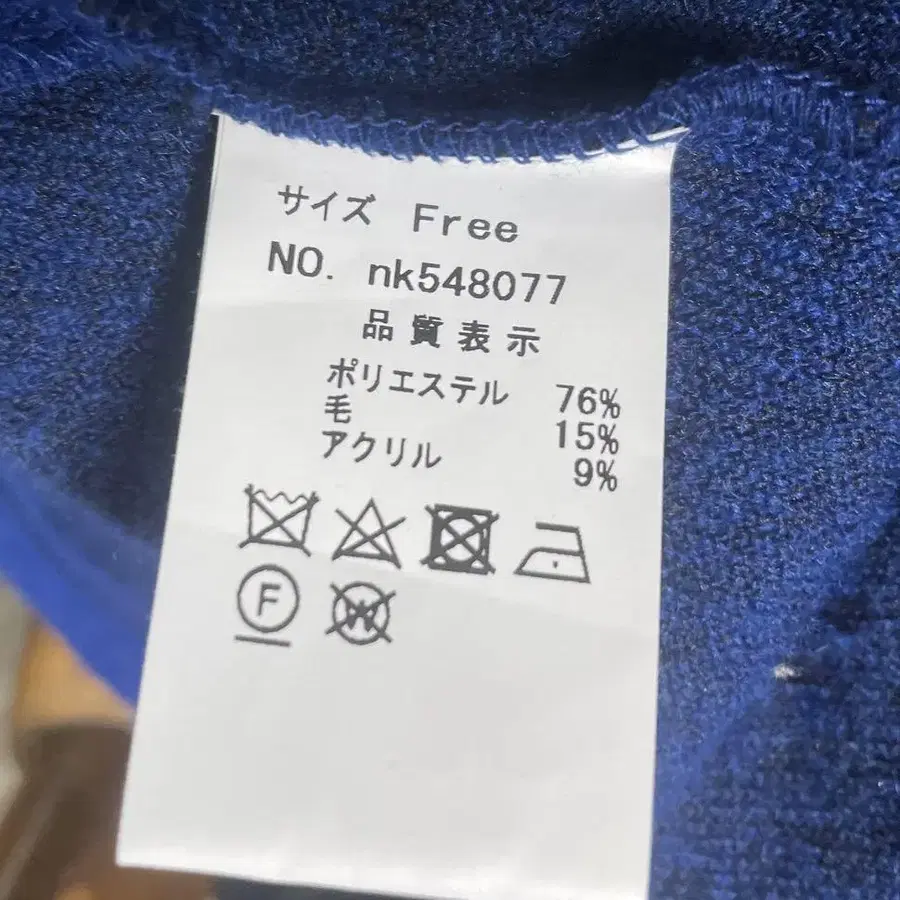 サイズ Free
NO. nk548077
品質表示
ポリエステル 76%
毛 15%
アクリル 9%
F W